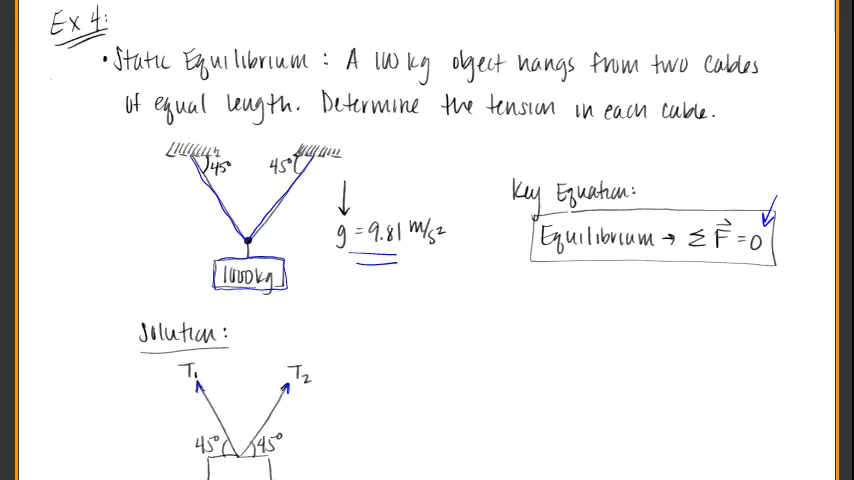 Ex 4:
• Static Equilibrium : A 100 kg object hangs from two cables
of equal length. Determine the tension in each cable.
45° 45°
g = 9.81 m/s²
1000kg
Key Equation:
Equilibrium → Σ F⃗ = 0
Solution:
T₁ T₂
45° 45°